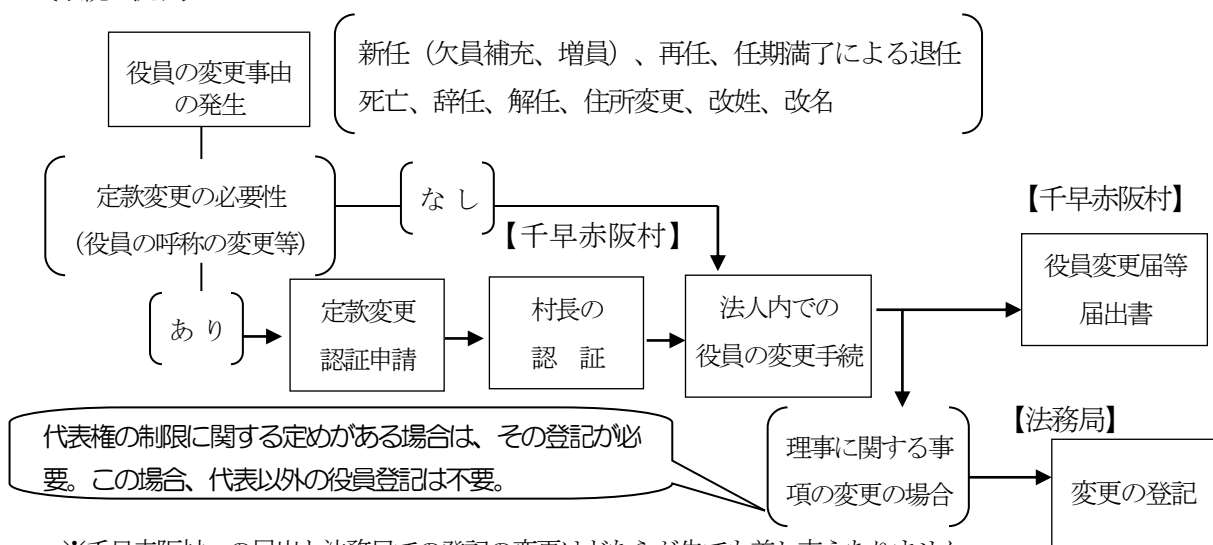 役員の変更事由
の発生
新任（欠員補充、増員）、再任、任期満了による退任
死亡、辞任、解任、住所変更、改姓、改名
定款変更の必要性
（役員の呼称の変更等）
な し
【千早赤阪村】
【千早赤阪村】
役員変更届等
届出書
あ り
定款変更
認証申請
村長の
認　証
法人内での
役員の変更手続
代表権の制限に関する定めがある場合は、その登記が必
要。この場合、代表以外の役員登記は不要。
理事に関する事
項の変更の場合
【法務局】
変更の登記